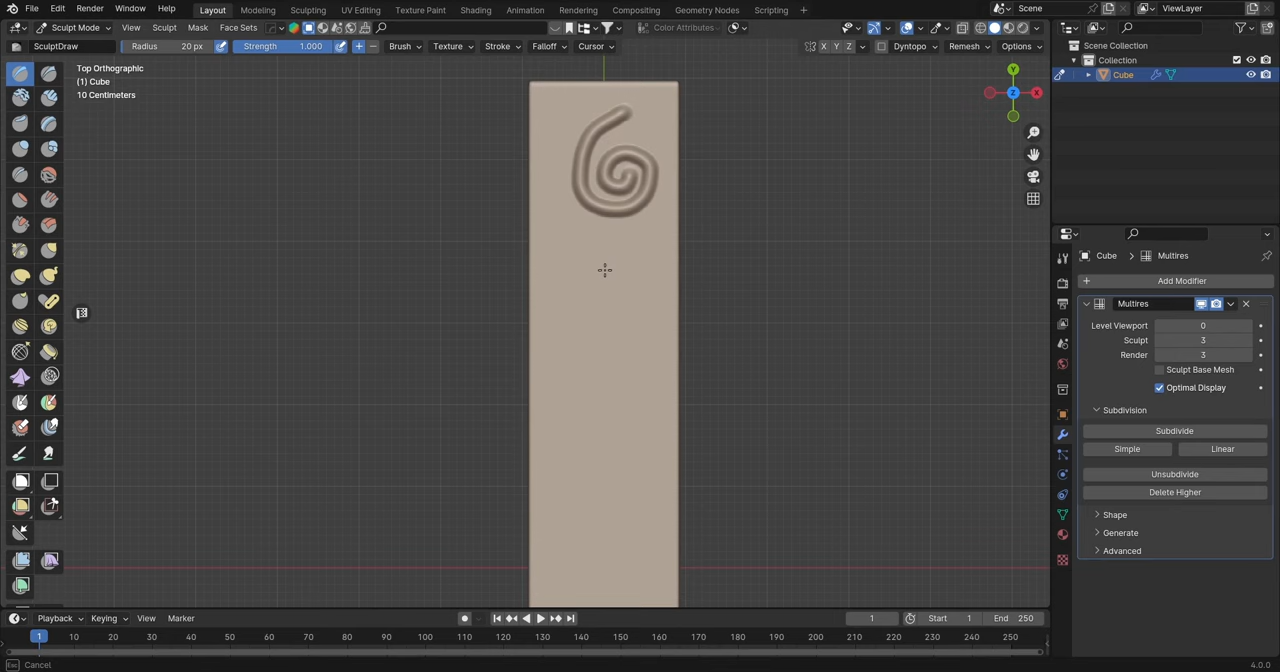 File Edit Render Window Help Layout Modeling Sculpting UV Editing Texture Paint Shading Animation Rendering Compositing Geometry Nodes Scripting Scene ViewLayer
Sculpt Mode View Sculpt Mask Face Sets Color Attributes
SculptDraw Radius 20 px Strength 1.000 Brush Texture Stroke Falloff Cursor X Y Z Dyntopo Remesh Options
Top Orthographic
(1) Cube
10 Centimeters
6
Y
Z X
Scene Collection
Collection
Cube
Cube Multires
Add Modifier
Multires
Level Viewport 0
Sculpt 3
Render 3
Sculpt Base Mesh
Optimal Display
Subdivision
Subdivide
Simple Linear
Unsubdivide
Delete Higher
Shape
Generate
Advanced
Playback Keying View Marker 1 Start 1 End 250
1 10 20 30 40 50 60 70 80 90 100 110 120 130 140 150 160 170 180 190 200 210 220 230 240 250
Esc Cancel 4.0.0